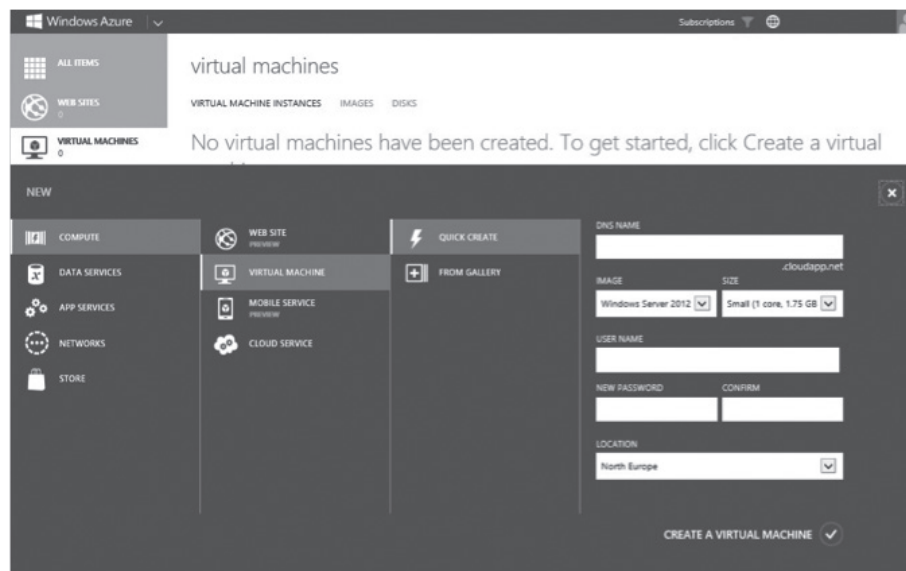 Windows Azure
Subscriptions
ALL ITEMS
WEB SITES
0
VIRTUAL MACHINES
0
virtual machines
VIRTUAL MACHINE INSTANCES IMAGES DISKS
No virtual machines have been created. To get started, click Create a virtual
NEW
COMPUTE
DATA SERVICES
APP SERVICES
NETWORKS
STORE
WEB SITE
PREVIEW
VIRTUAL MACHINE
MOBILE SERVICE
PREVIEW
CLOUD SERVICE
QUICK CREATE
FROM GALLERY
DNS NAME
.cloudapp.net
IMAGE SIZE
Windows Server 2012 Small (1 core, 1.75 GB
USER NAME
NEW PASSWORD CONFIRM
LOCATION
North Europe
CREATE A VIRTUAL MACHINE